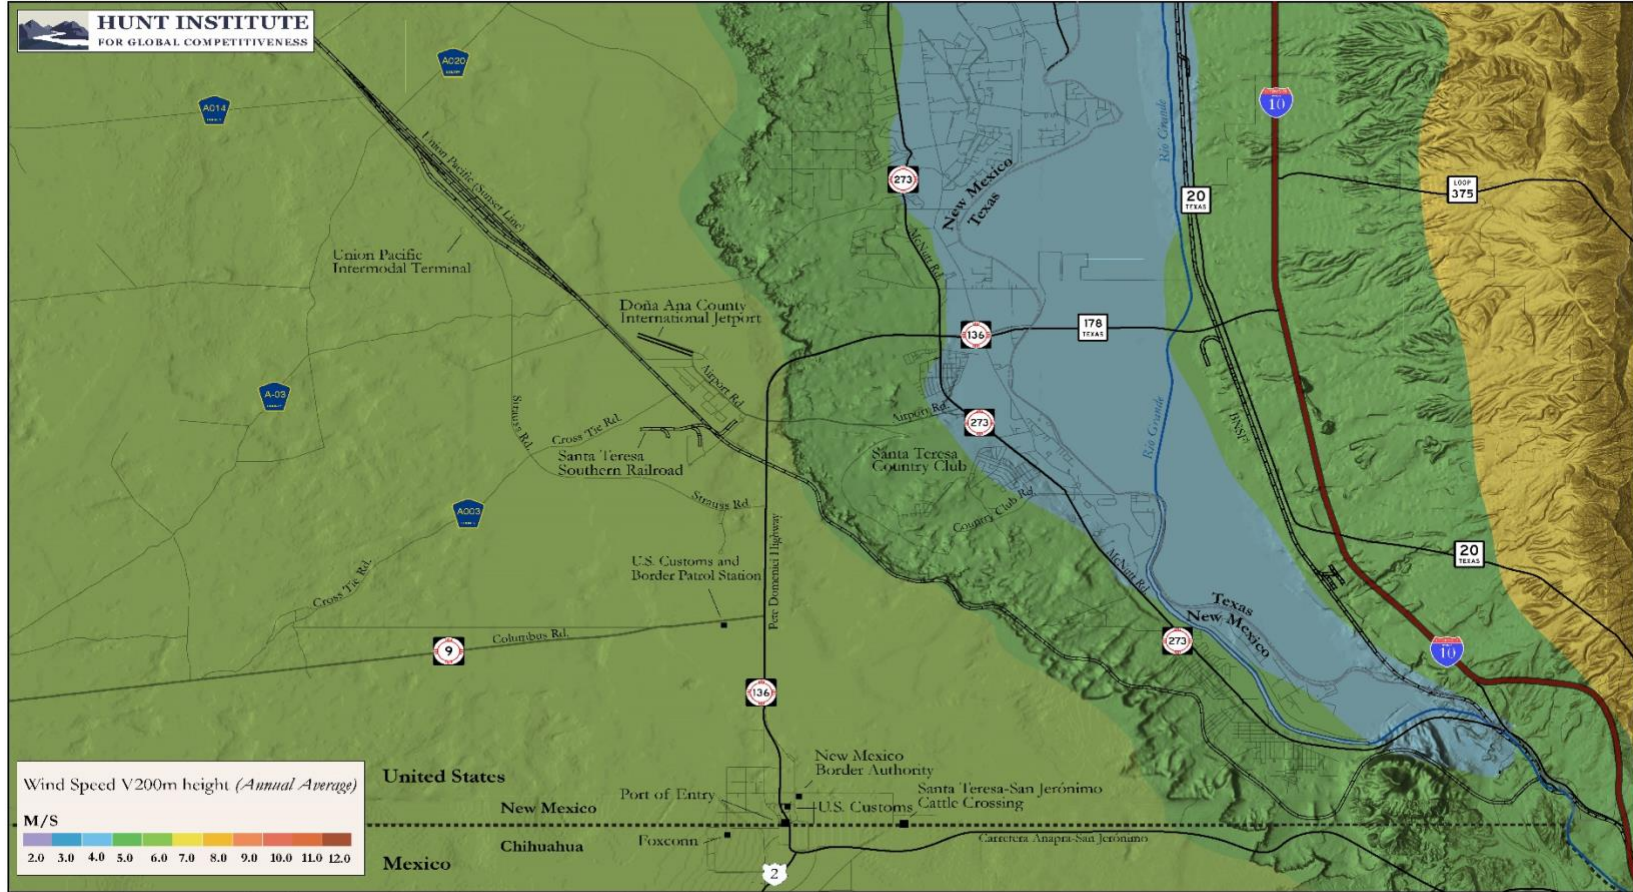 HUNT INSTITUTE
FOR GLOBAL COMPETITIVENESS
A020
A014
10
Union Pacific (Sunset Line)
Rio Grande
273
New Mexico
Texas
20
TEXAS
LOOP
375
McNutt Rd.
Union Pacific
Intermodal Terminal
Doña Ana County
International Jetport
136
178
TEXAS
A-03
Airport Rd.
Strauss Rd.
Cross Tie Rd.
Airport Rd.
273
Rio Grande
BNSF
Santa Teresa
Southern Railroad
Santa Teresa
Country Club
Strauss Rd.
A003
Country Club Rd.
Pete Domenici Highway
20
TEXAS
U.S. Customs and
Border Patrol Station
McNutt Rd.
Cross Tie Rd.
Texas
New Mexico
Columbus Rd.
9
273
10
136
New Mexico
Border Authority
United States
Port of Entry
Santa Teresa-San Jerónimo
Cattle Crossing
New Mexico
U.S. Customs
Foxconn
Carretera Anapra-San Jerónimo
Chihuahua
Mexico
2
Wind Speed V200m height (Annual Average)
M/S
2.0 3.0 4.0 5.0 6.0 7.0 8.0 9.0 10.0 11.0 12.0